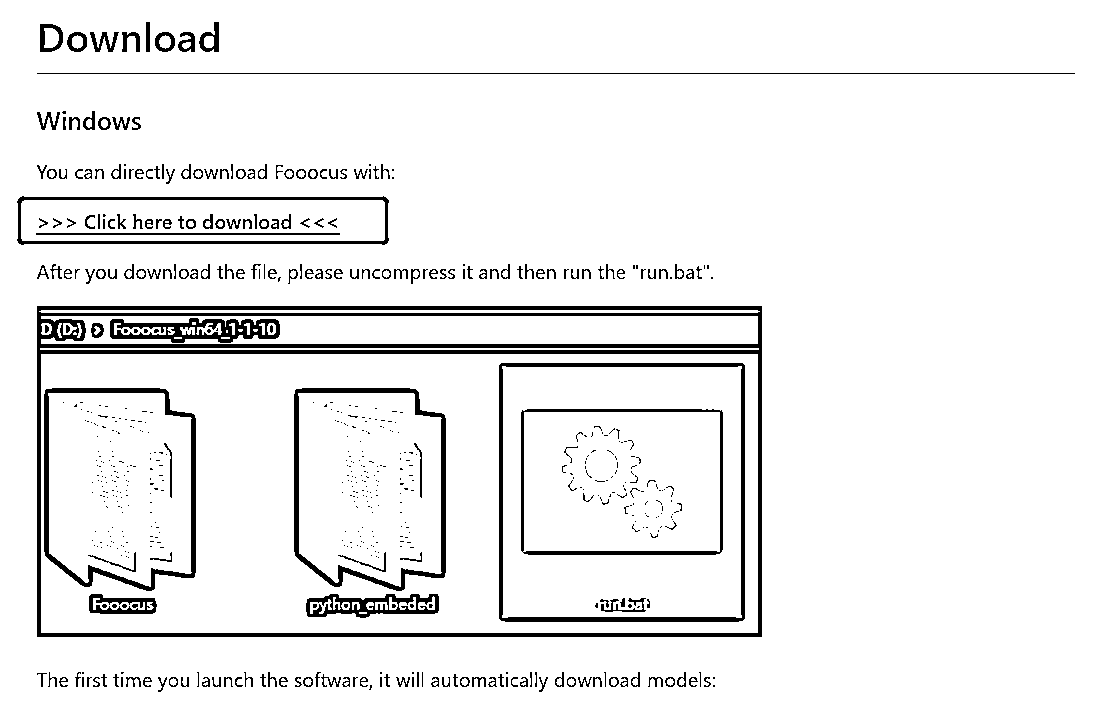 Download
Windows
You can directly download Fooocus with:
>>> Click here to download <<<
After you download the file, please uncompress it and then run the "run.bat".
D (D:) > Fooocus_win64_1-1-10
Fooocus
python_embeded
run.bat
The first time you launch the software, it will automatically download models: